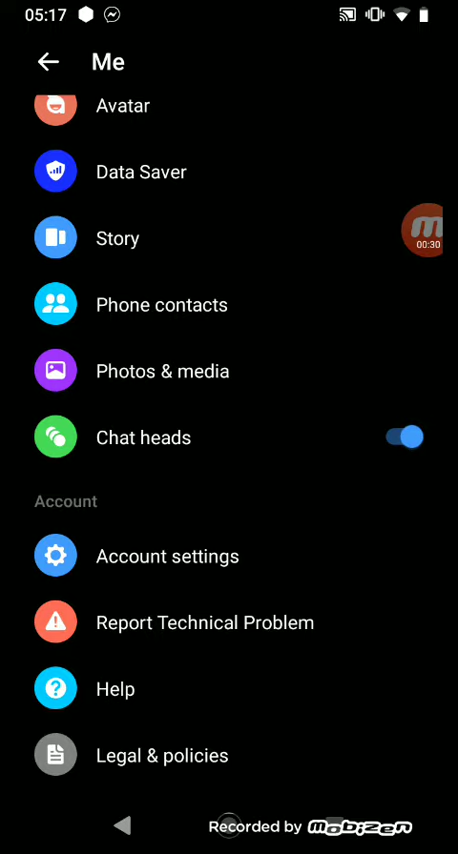 05:17
Me
Avatar
Data Saver
Story
00:30
Phone contacts
Photos & media
Chat heads
Account
Account settings
Report Technical Problem
Help
Legal & policies
Recorded by Mobizen